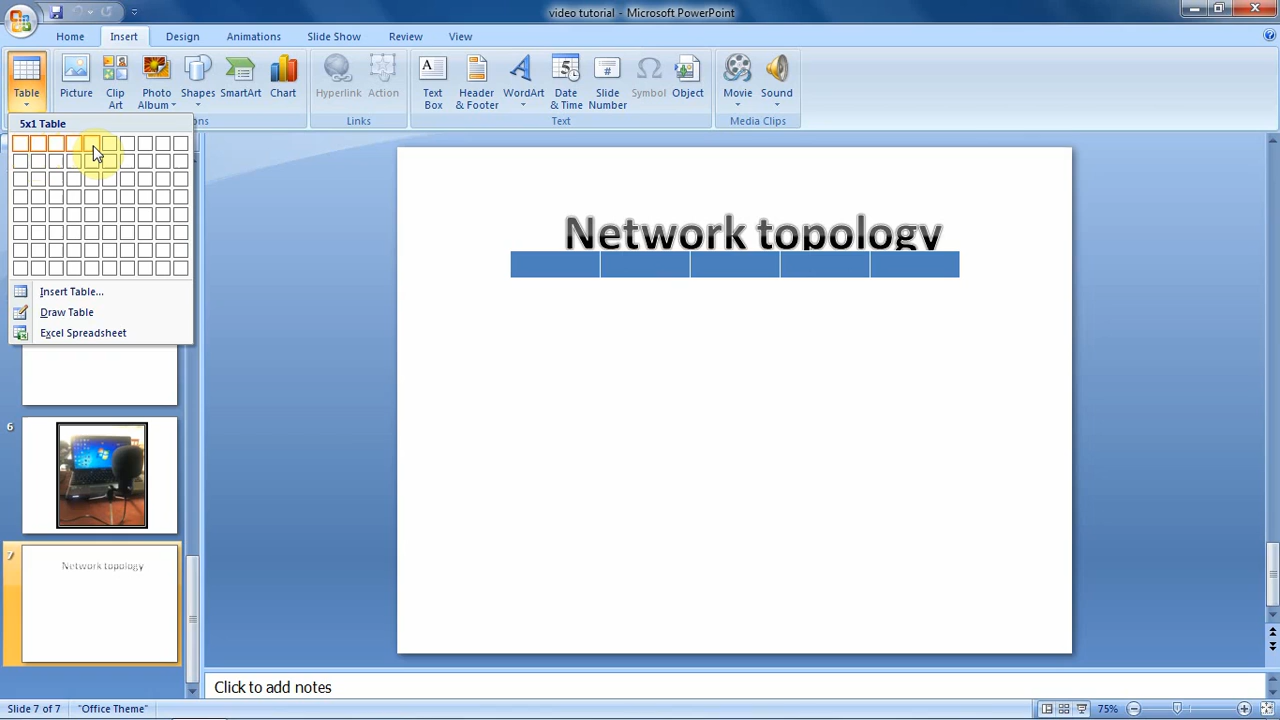 video tutorial - Microsoft PowerPoint
Home Insert Design Animations Slide Show Review View
Table Picture Clip Art Photo Album Shapes SmartArt Chart Hyperlink Action Text Box Header & Footer WordArt Date & Time Slide Number Symbol Object Movie Sound
Links Text Media Clips
5x1 Table
Insert Table...
Draw Table
Excel Spreadsheet
Network topology
6
7
Network topology
Click to add notes
Slide 7 of 7 "Office Theme" 75%